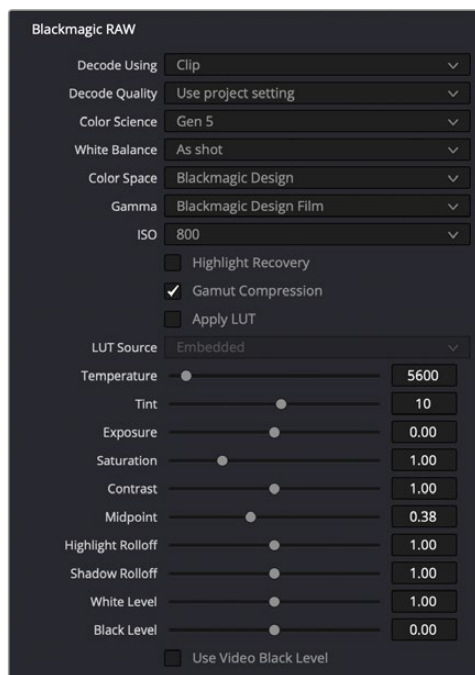 Blackmagic RAW
Decode Using Clip
Decode Quality Use project setting
Color Science Gen 5
White Balance As shot
Color Space Blackmagic Design
Gamma Blackmagic Design Film
ISO 800
Highlight Recovery
Gamut Compression
Apply LUT
LUT Source Embedded
Temperature 5600
Tint 10
Exposure 0.00
Saturation 1.00
Contrast 1.00
Midpoint 0.38
Highlight Rolloff 1.00
Shadow Rolloff 1.00
White Level 1.00
Black Level 0.00
Use Video Black Level